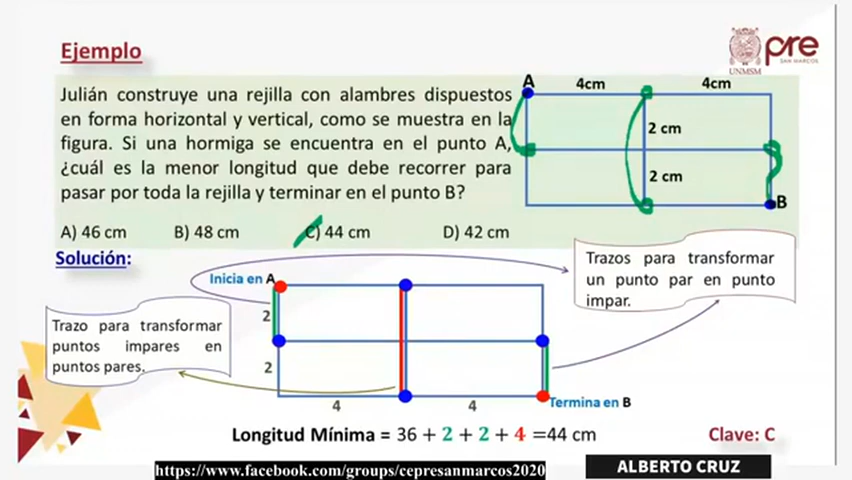 Ejemplo
UNMSM
pre
SAN MARCOS
Julián construye una rejilla con alambres dispuestos
en forma horizontal y vertical, como se muestra en la
figura. Si una hormiga se encuentra en el punto A,
¿cuál es la menor longitud que debe recorrer para
pasar por toda la rejilla y terminar en el punto B?
A
4cm
4cm
2 cm
2 cm
B
A) 46 cm
B) 48 cm
C) 44 cm
D) 42 cm
Solución:
Inicia en A
Trazos para transformar
un punto par en punto
impar.
Trazo para transformar
puntos impares en
puntos pares.
2
2
4
4
Termina en B
Longitud Mínima = 36 + 2 + 2 + 4 =44 cm
Clave: C
https://www.facebook.com/groups/cepresanmarcos2020
ALBERTO CRUZ